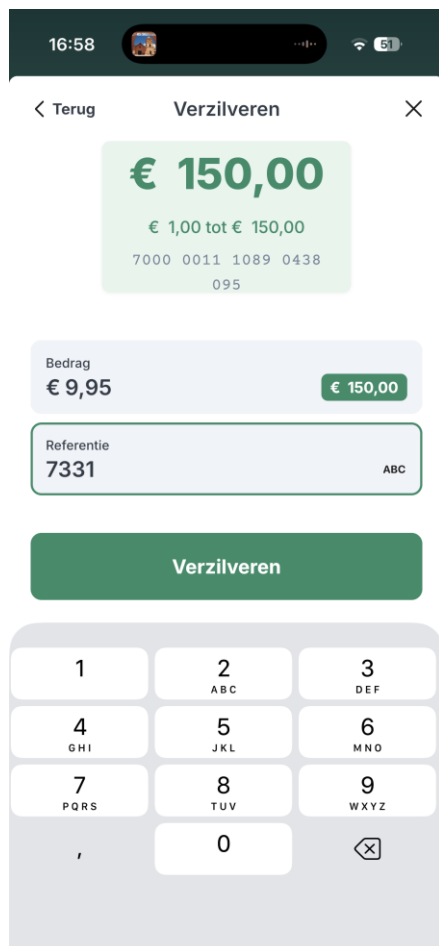 16:58
51
Terug
Verzilveren
€ 150,00
€ 1,00 tot € 150,00
7000 0011 1089 0438
095
Bedrag
€ 9,95
€ 150,00
Referentie
7331
ABC
Verzilveren
1
2
3
ABC
DEF
4
5
6
GHI
JKL
MNO
7
8
9
PQRS
TUV
WXYZ
,
0